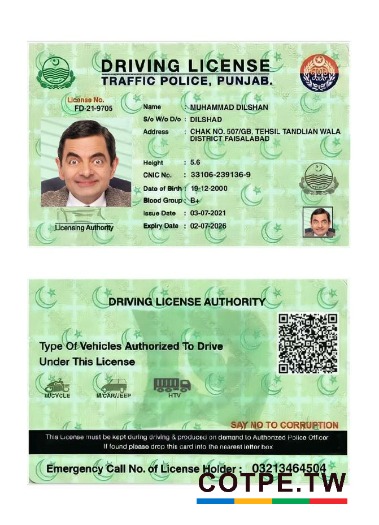 DRIVING LICENSE
TRAFFIC POLICE, PUNJAB.
License No.
FD-21-9705
Name : MUHAMMAD DILSHAN
S/o W/o D/o : DILSHAD
Address : CHAK NO. 507/GB, TEHSIL TANDLIAN WALA
DISTRICT FAISALABAD
Height : 5.6
CNIC No. : 33106-239136-9
Date of Birth : 19-12-2000
Blood Group : B+
Issue Date : 03-07-2021
Expiry Date : 02-07-2026
Licensing Authority
DRIVING LICENSE AUTHORITY
Type Of Vehicles Authorized To Drive
Under This License
M/CYCLE M/CAR/JEEP HTV
SAY NO TO CORRUPTION
This License must be kept during driving & produced on demand to Authorized Police Officer
If found please drop this card into the nearest letter box
Emergency Call No. of License Holder : 03213464504
COTPE.TW